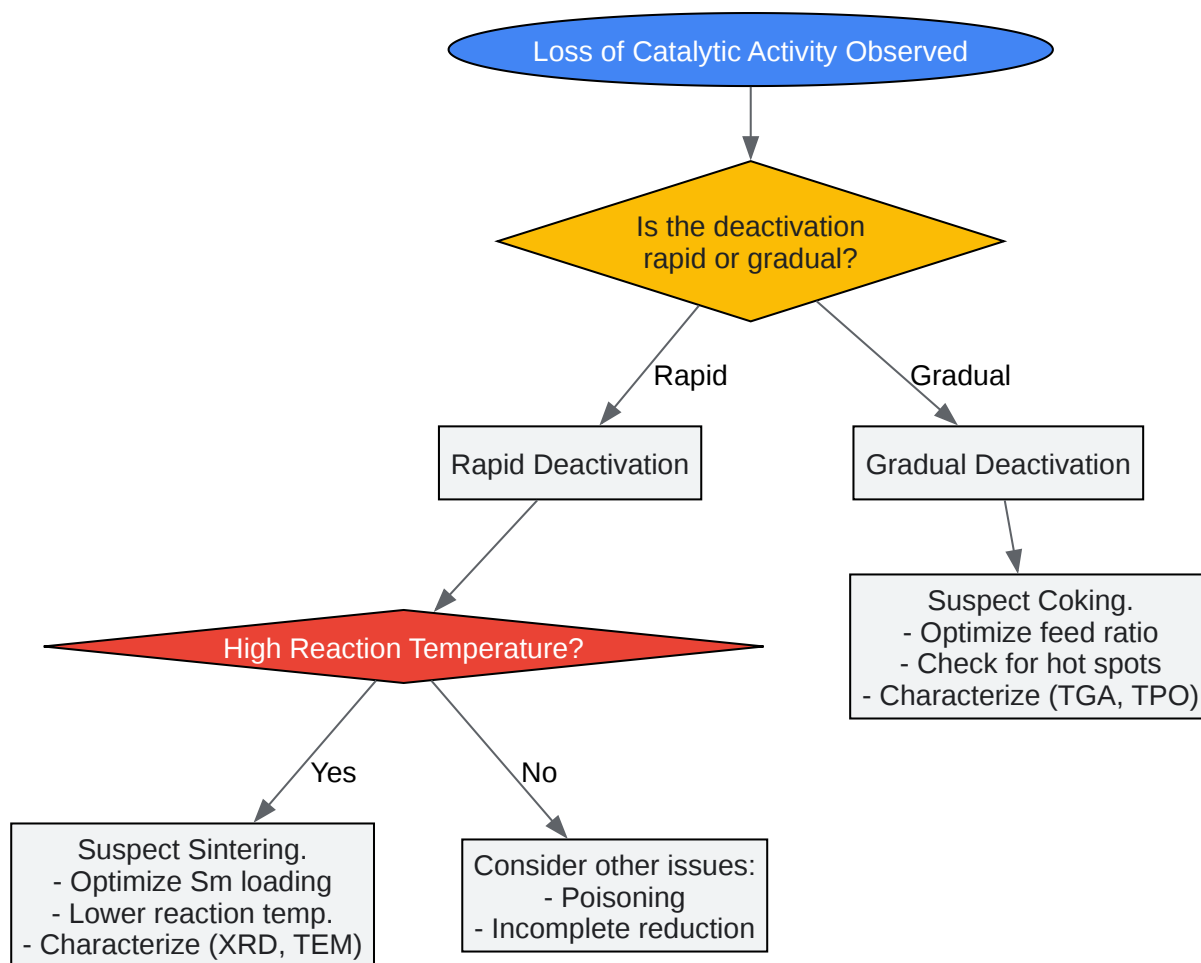 Loss of Catalytic Activity Observed
Is the deactivation
rapid or gradual?
Rapid
Gradual
Rapid Deactivation
Gradual Deactivation
Suspect Coking.
- Optimize feed ratio
- Check for hot spots
- Characterize (TGA, TPO)
High Reaction Temperature?
Yes
No
Suspect Sintering.
- Optimize Sm loading
- Lower reaction temp.
- Characterize (XRD, TEM)
Consider other issues:
- Poisoning
- Incomplete reduction